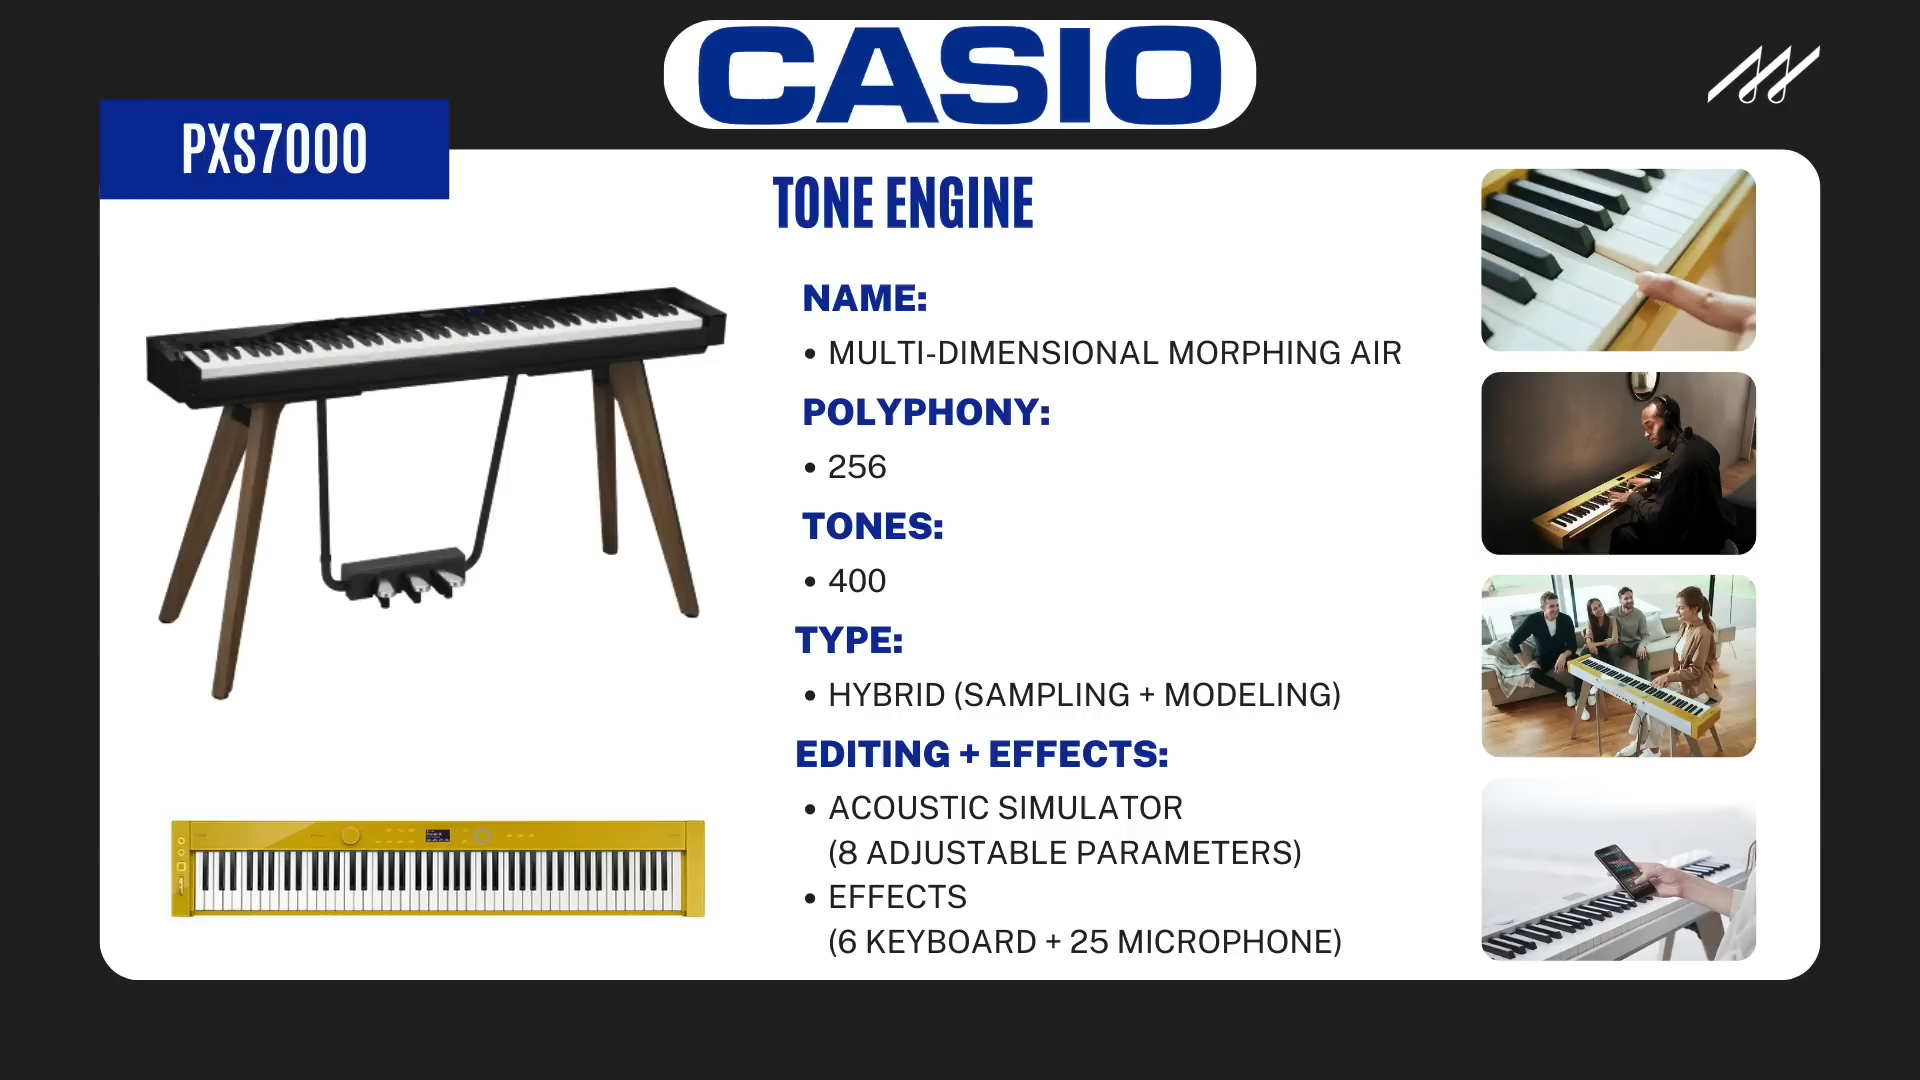 CASIO
PXS7000
TONE ENGINE
NAME:
• MULTI-DIMENSIONAL MORPHING AIR
POLYPHONY:
• 256
TONES:
• 400
TYPE:
• HYBRID (SAMPLING + MODELING)
EDITING + EFFECTS:
• ACOUSTIC SIMULATOR
(8 ADJUSTABLE PARAMETERS)
• EFFECTS
(6 KEYBOARD + 25 MICROPHONE)